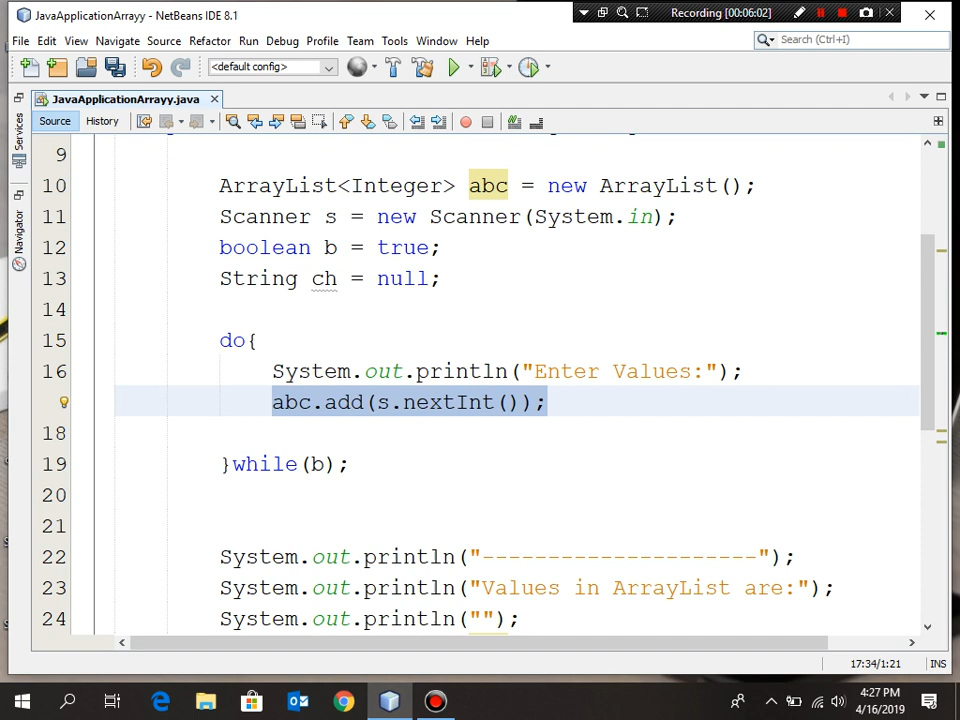 JavaApplicationArrayy - NetBeans IDE 8.1
Recording [00:06:02]
File Edit View Navigate Source Refactor Run Debug Profile Team Tools Window Help
Search (Ctrl+I)
<default config>
JavaApplicationArrayy.java
Source History
Services
Navigator
9
10 ArrayList<Integer> abc = new ArrayList();
11 Scanner s = new Scanner(System.in);
12 boolean b = true;
13 String ch = null;
14
15 do{
16 System.out.println("Enter Values:");
abc.add(s.nextInt());
18
19 }while(b);
20
21
22 System.out.println("---------------------");
23 System.out.println("Values in ArrayList are:");
24 System.out.println("");
17:34/1:21 INS
4:27 PM
4/16/2019